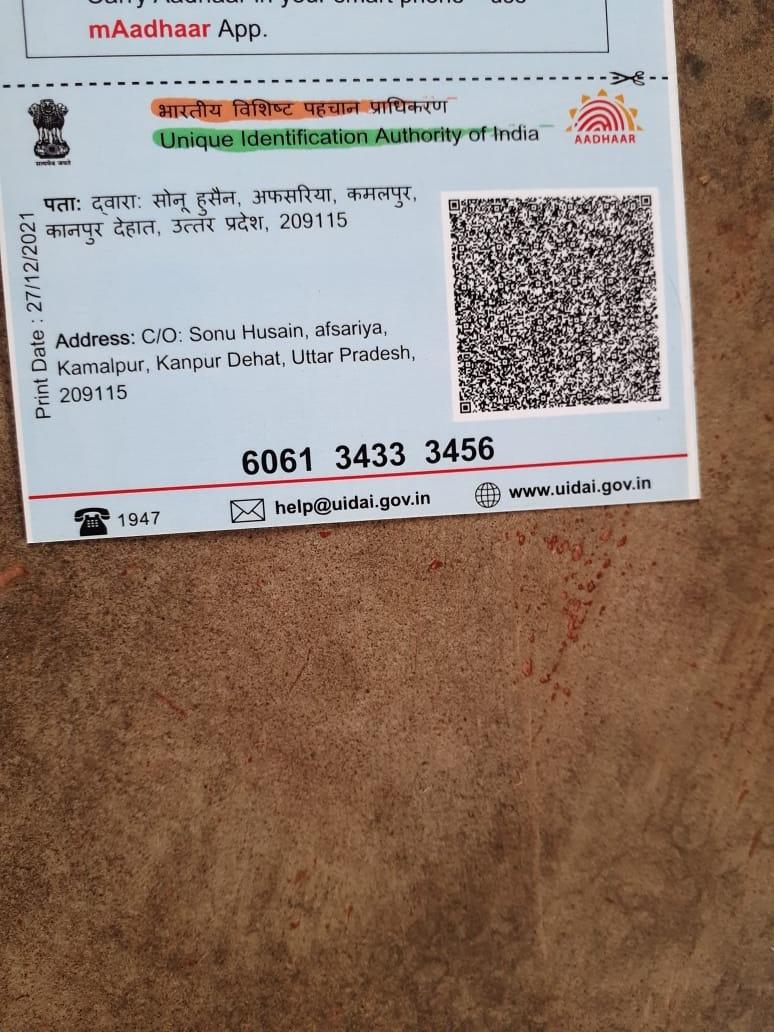 mAadhaar App.
भारतीय विशिष्ट पहचान प्राधिकरण
Unique Identification Authority of India
सत्यमेव जयते
AADHAAR
पता: द्वारा: सोनू हुसैन, अफसरिया, कमलपुर,
कानपुर देहात, उत्तर प्रदेश, 209115
Print Date : 27/12/2021
Address: C/O: Sonu Husain, afsariya,
Kamalpur, Kanpur Dehat, Uttar Pradesh,
209115
6061 3433 3456
1947
help@uidai.gov.in
www.uidai.gov.in